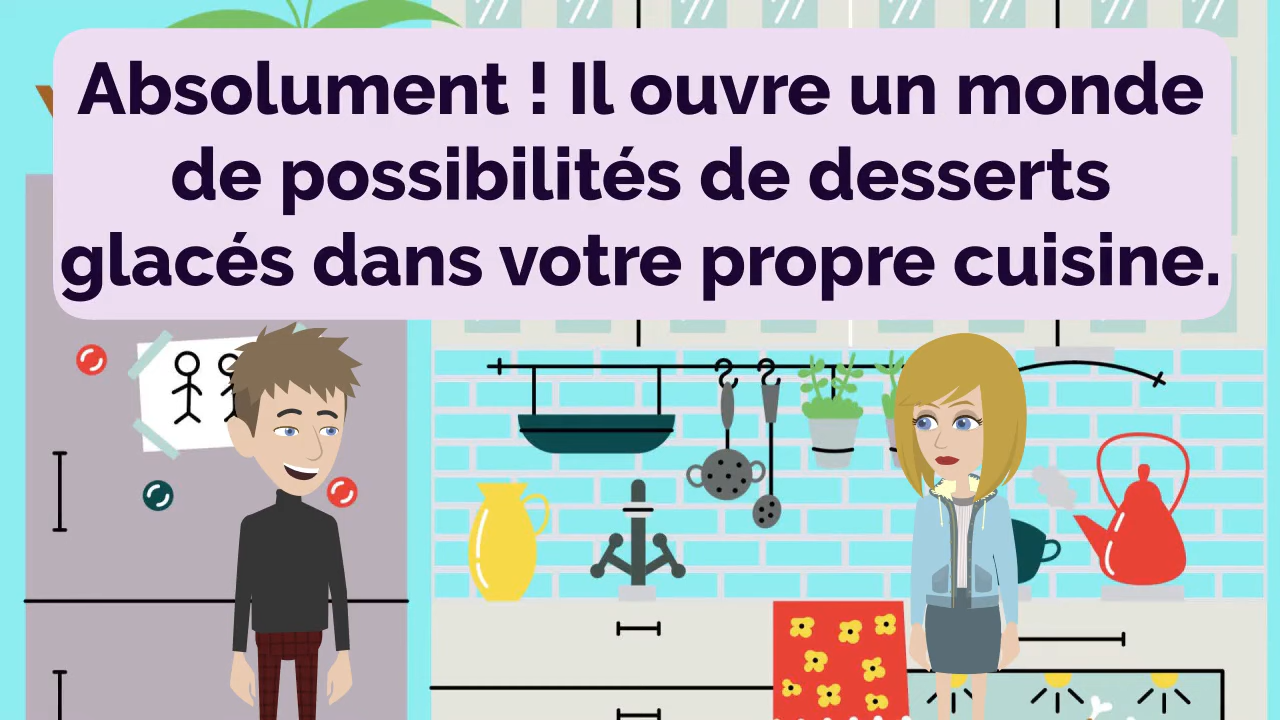 Absolument ! Il ouvre un monde
de possibilités de desserts
glacés dans votre propre cuisine.